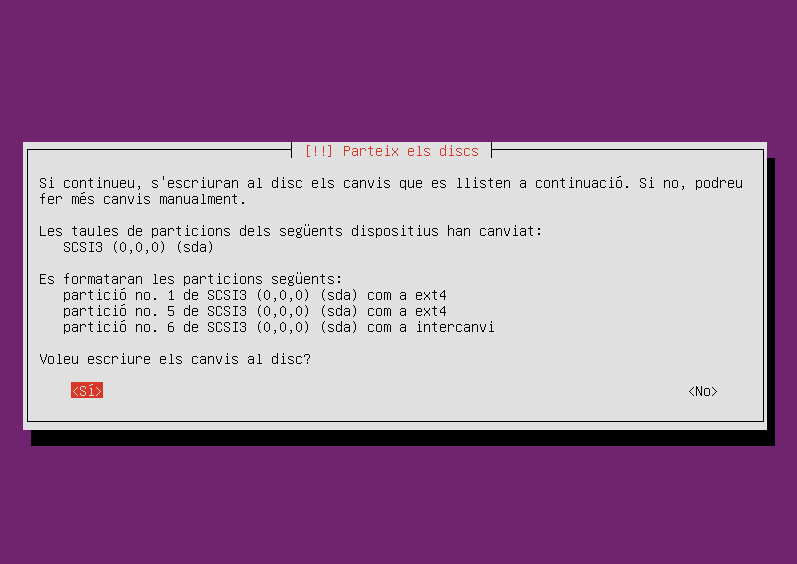 [!!] Parteix els discs
Si continueu, s'escriuran al disc els canvis que es llisten a continuació. Si no, podreu
fer més canvis manualment.
Les taules de particions dels següents dispositius han canviat:
SCSI3 (0,0,0) (sda)
Es formataran les particions següents:
partició no. 1 de SCSI3 (0,0,0) (sda) com a ext4
partició no. 5 de SCSI3 (0,0,0) (sda) com a ext4
partició no. 6 de SCSI3 (0,0,0) (sda) com a intercanvi
Voleu escriure els canvis al disc?
<Sí> <No>